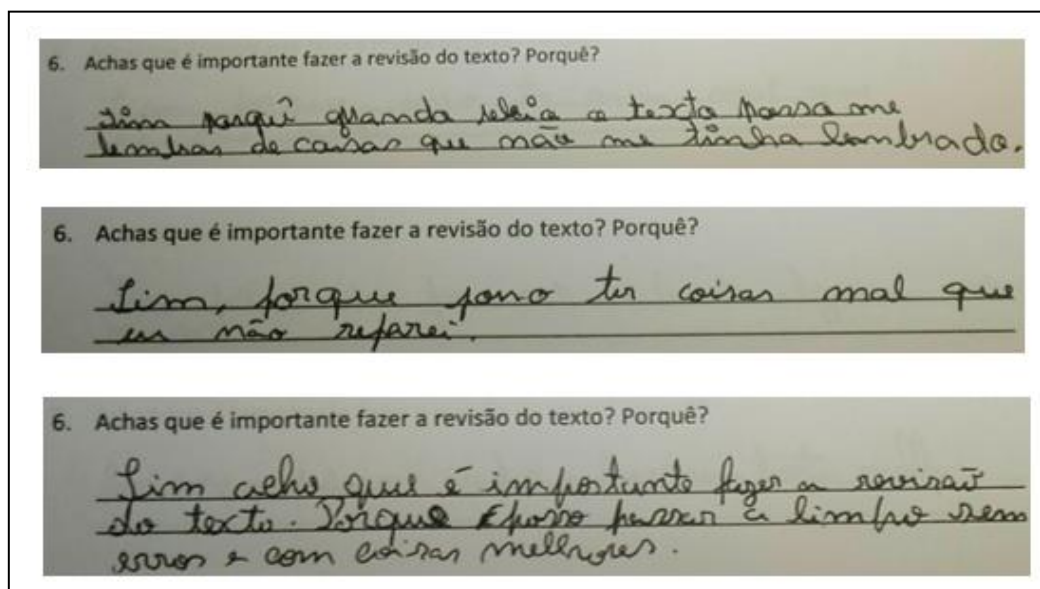 6. Achas que é importante fazer a revisão do texto? Porquê?
Sim porquê quando releio o texto posso me
lembrar de coisas que não me tinha lembrado.
6. Achas que é importante fazer a revisão do texto? Porquê?
Sim, porque posso ter coisas mal que
eu não reparei.
6. Achas que é importante fazer a revisão do texto? Porquê?
Sim acho que é importante fazer a revisão
do texto. Porque posso passar a limpo sem
erros e com coisas melhores.